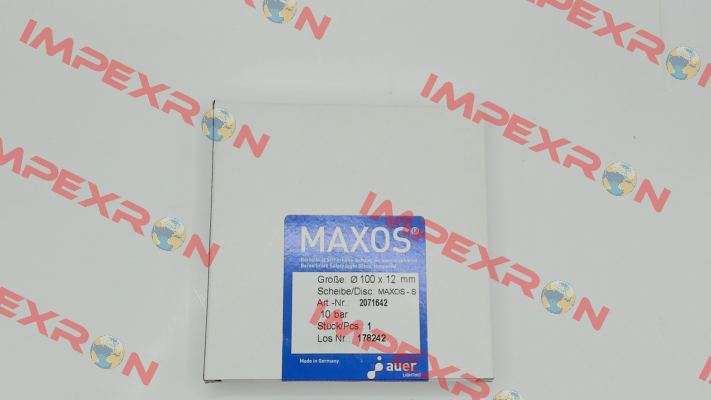 IMPEXRON
IMPEXRON
IMPEXRON
IMPEXRON
IMPEXRON
IMPEXRON
IMPEXRON
MAXOS®
Größe: Ø 100 x 12 mm
Scheibe/Disc: MAXOS - S
Art.-Nr.: 2071642
10 bar
Stück/Pcs.: 1
Los Nr.: 178242
Made in Germany
auer
LIGHTING